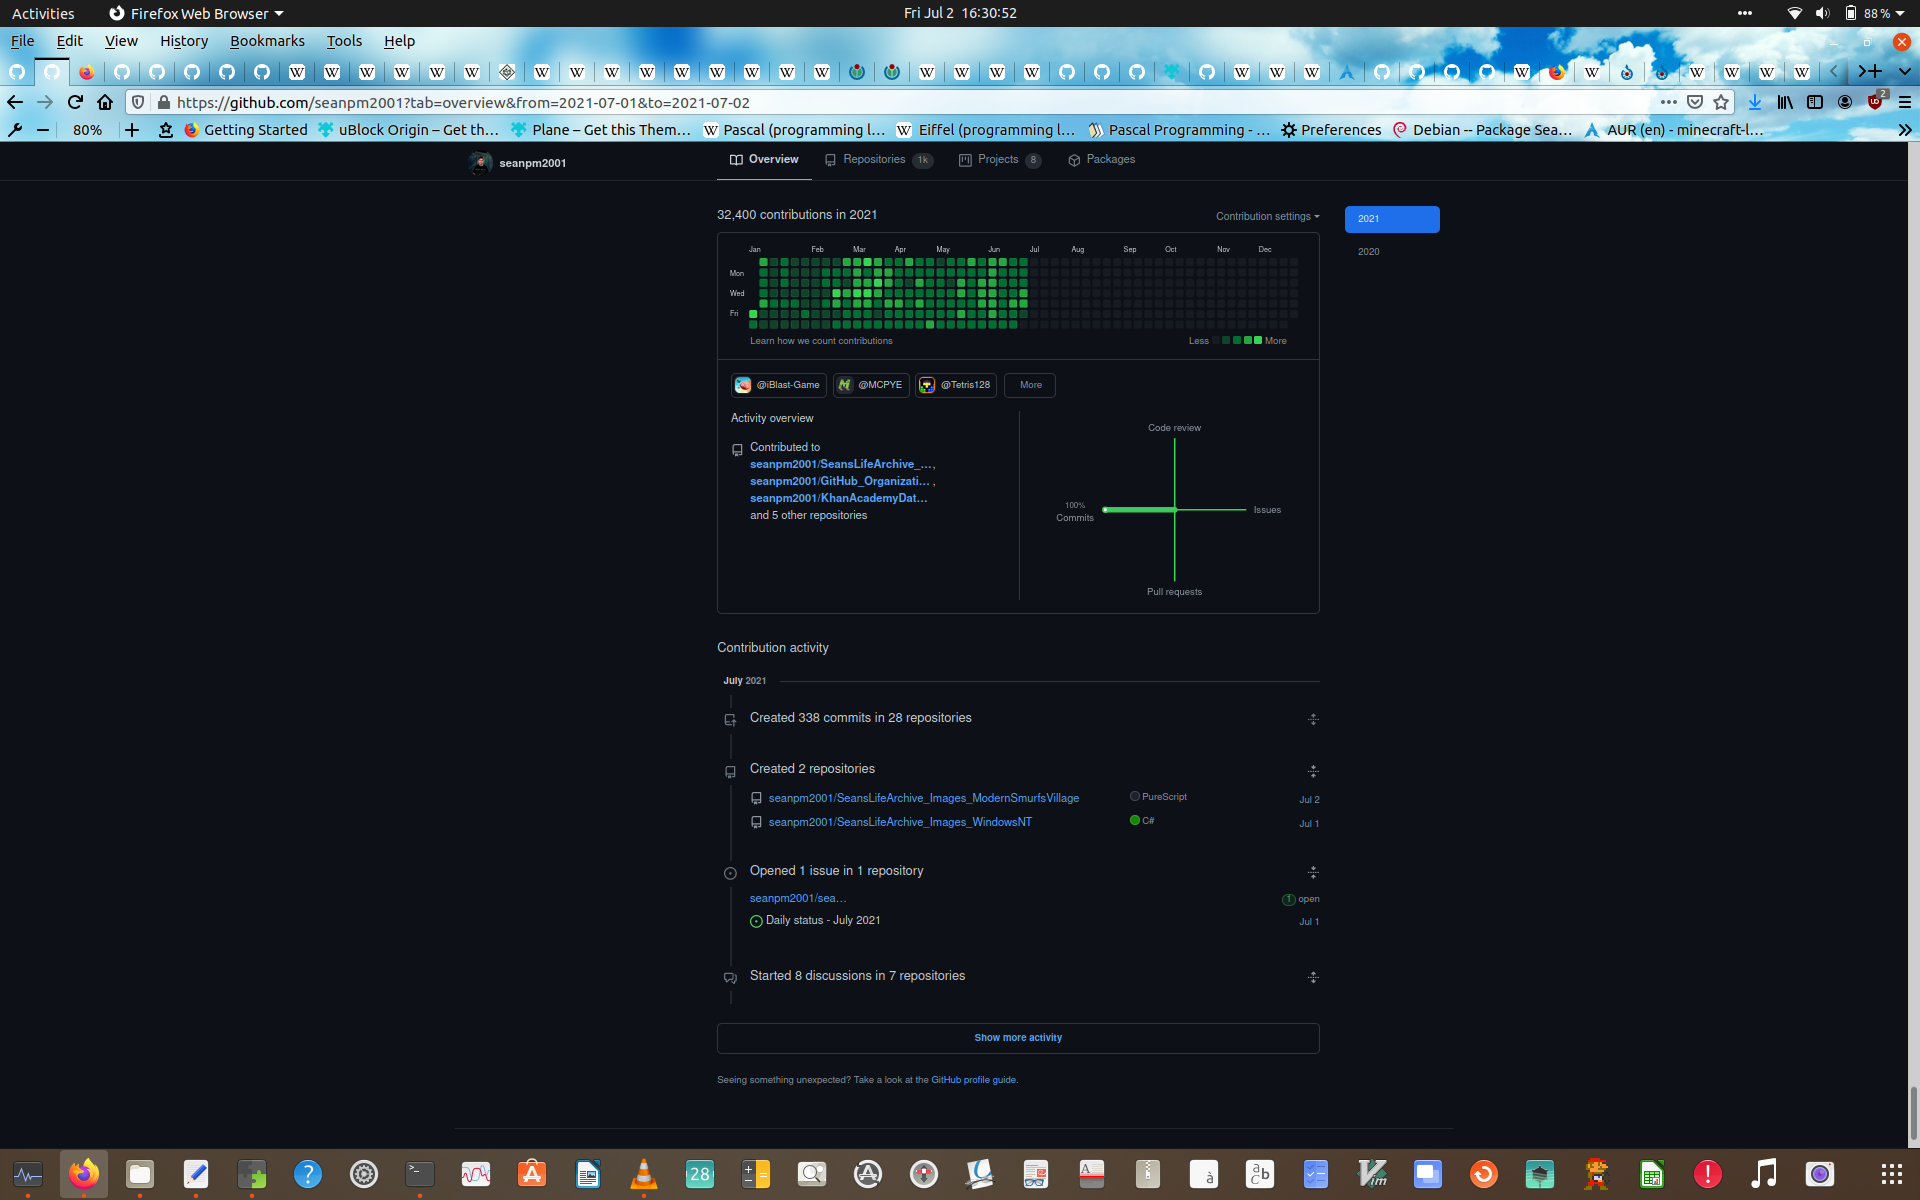 Activities
Firefox Web Browser
Fri Jul 2 16:30:52
88 %
File Edit View History Bookmarks Tools Help
https://github.com/seanpm2001?tab=overview&from=2021-07-01&to=2021-07-02
2
80%
Getting Started
uBlock Origin – Get th…
Plane – Get this Them…
Pascal (programming l…
Eiffel (programming l…
Pascal Programming - …
Preferences
Debian -- Package Sea…
AUR (en) - minecraft-l…
seanpm2001
Overview
Repositories 1k
Projects 8
Packages
32,400 contributions in 2021
Contribution settings
2021
2020
Jan Feb Mar Apr May Jun Jul Aug Sep Oct Nov Dec
Mon
Wed
Fri
Learn how we count contributions
Less More
@iBlast-Game
@MCPYE
@Tetris128
More
Activity overview
Contributed to
seanpm2001/SeansLifeArchive_… ,
seanpm2001/GitHub_Organizati… ,
seanpm2001/KhanAcademyDat…
and 5 other repositories
Code review
100%
Commits
Issues
Pull requests
Contribution activity
July 2021
Created 338 commits in 28 repositories
Created 2 repositories
seanpm2001/SeansLifeArchive_Images_ModernSmurfsVillage PureScript Jul 2
seanpm2001/SeansLifeArchive_Images_WindowsNT C# Jul 1
Opened 1 issue in 1 repository
seanpm2001/sea… 1 open
Daily status - July 2021 Jul 1
Started 8 discussions in 7 repositories
Show more activity
Seeing something unexpected? Take a look at the GitHub profile guide.
28